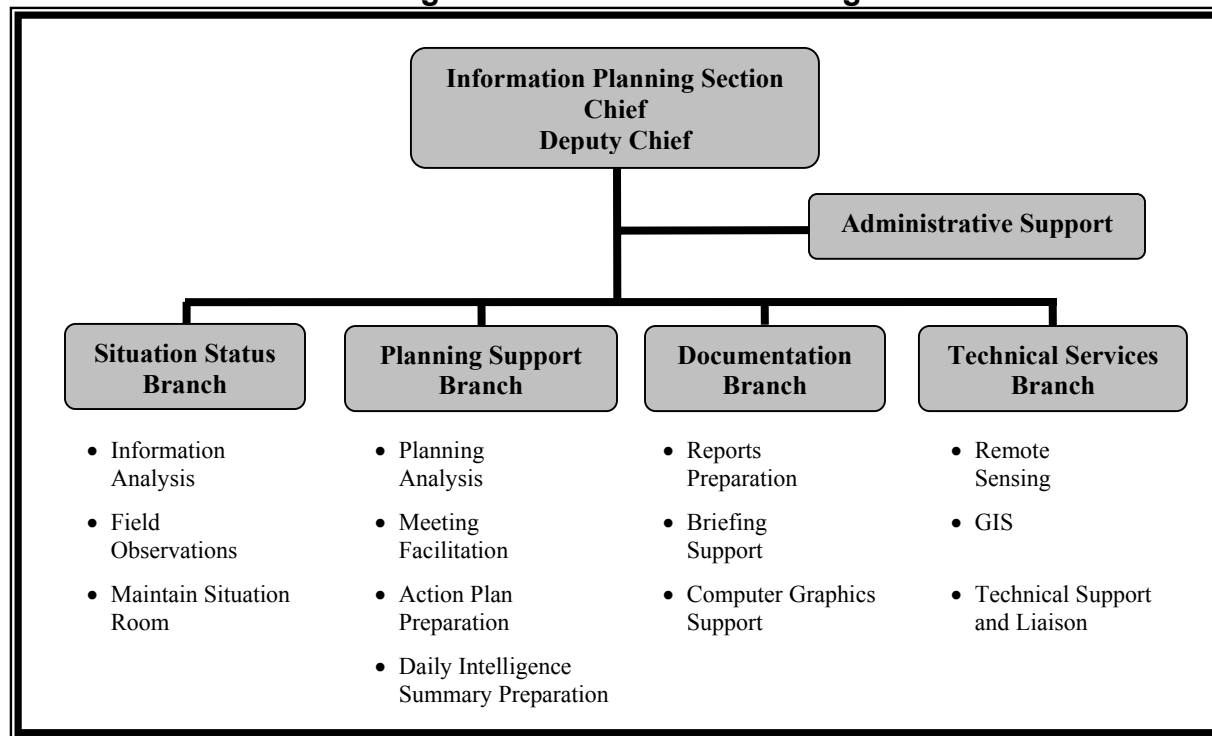 Information Planning Section
Chief
Deputy Chief
Administrative Support
Situation Status
Branch
• Information
Analysis
• Field
Observations
• Maintain Situation
Room
Planning Support
Branch
• Planning
Analysis
• Meeting
Facilitation
• Action Plan
Preparation
• Daily Intelligence
Summary Preparation
Documentation
Branch
• Reports
Preparation
• Briefing
Support
• Computer Graphics
Support
Technical Services
Branch
• Remote
Sensing
• GIS
• Technical Support
and Liaison